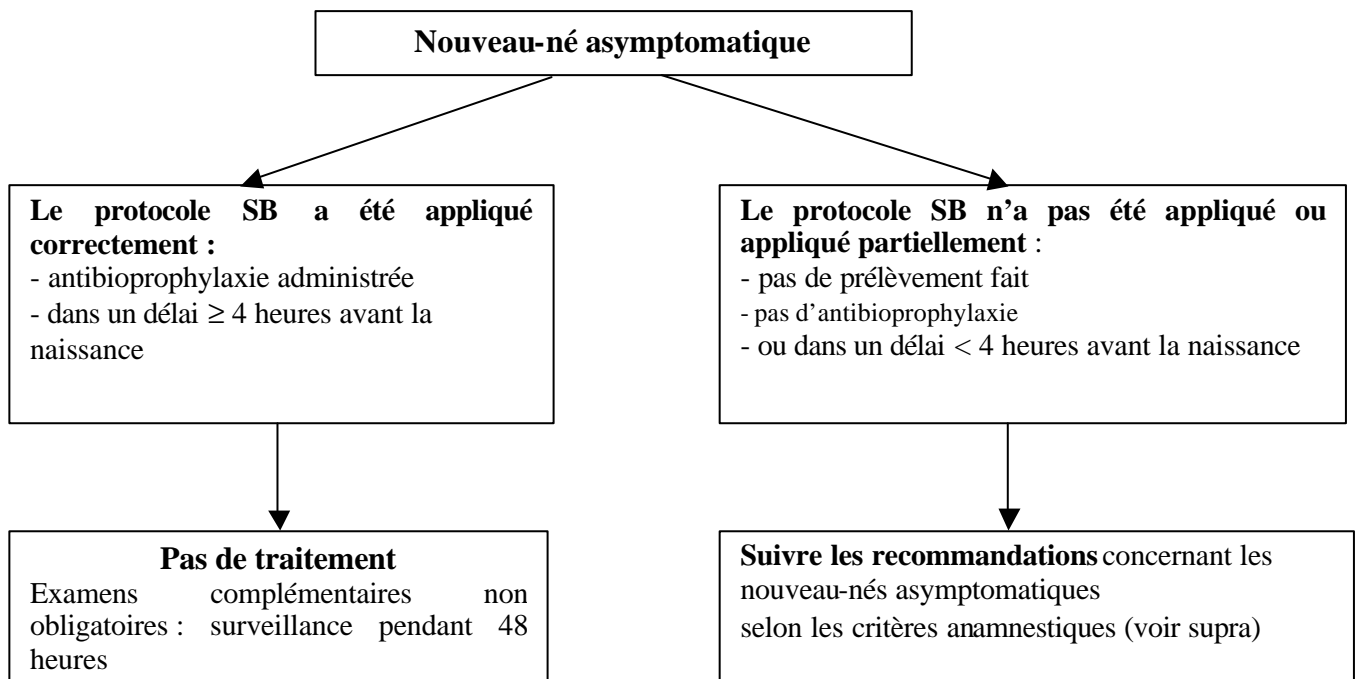 Nouveau-né asymptomatique
Le protocole SB a été appliqué
correctement :
- antibioprophylaxie administrée
- dans un délai ≥ 4 heures avant la
naissance
Le protocole SB n’a pas été appliqué ou
appliqué partiellement :
- pas de prélèvement fait
- pas d’antibioprophylaxie
- ou dans un délai < 4 heures avant la naissance
Pas de traitement
Examens complémentaires non
obligatoires : surveillance pendant 48
heures
Suivre les recommandations concernant les
nouveau-nés asymptomatiques
selon les critères anamnestiques (voir supra)